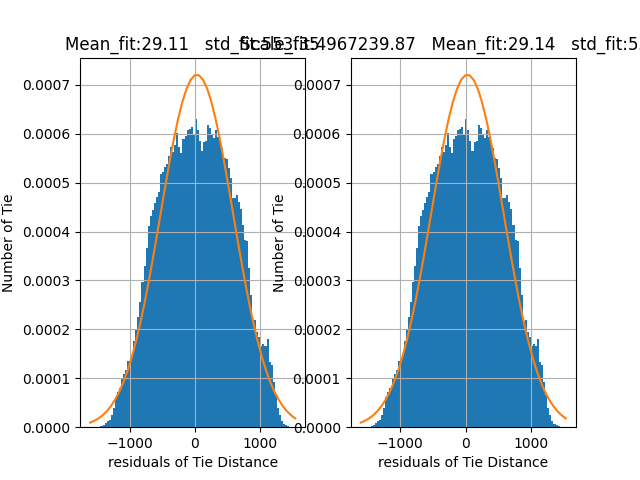 Mean_fit:29.11 std_fit:553.35
Mean_fit:29.14 std_fit:5
0.0007
0.0006
0.0005
0.0004
0.0003
0.0002
0.0001
0.0000
−1000 0 1000
Number of Tie
residuals of Tie Distance
0.0007
0.0006
0.0005
0.0004
0.0003
0.0002
0.0001
0.0000
−1000 0 1000
Number of Tie
residuals of Tie Distance